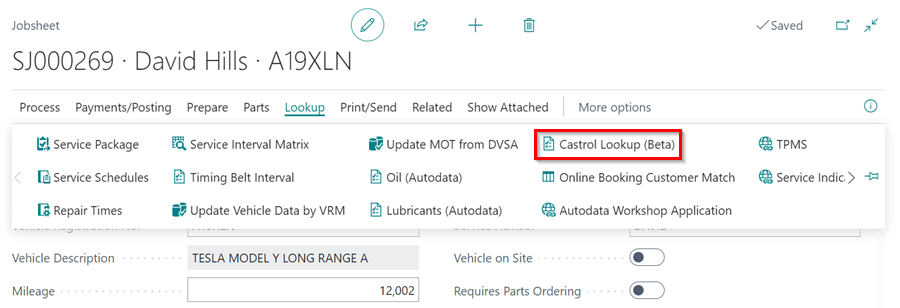 Jobsheet
Saved
SJ000269 · David Hills · A19XLN
Process Payments/Posting Prepare Parts Lookup Print/Send Related Show Attached More options
Service Package Service Interval Matrix Update MOT from DVSA Castrol Lookup (Beta) TPMS
Service Schedules Timing Belt Interval Oil (Autodata) Online Booking Customer Match Service Indic
Repair Times Update Vehicle Data by VRM Lubricants (Autodata) Autodata Workshop Application
Vehicle Description TESLA MODEL Y LONG RANGE A Vehicle on Site
Mileage 12,002 Requires Parts Ordering